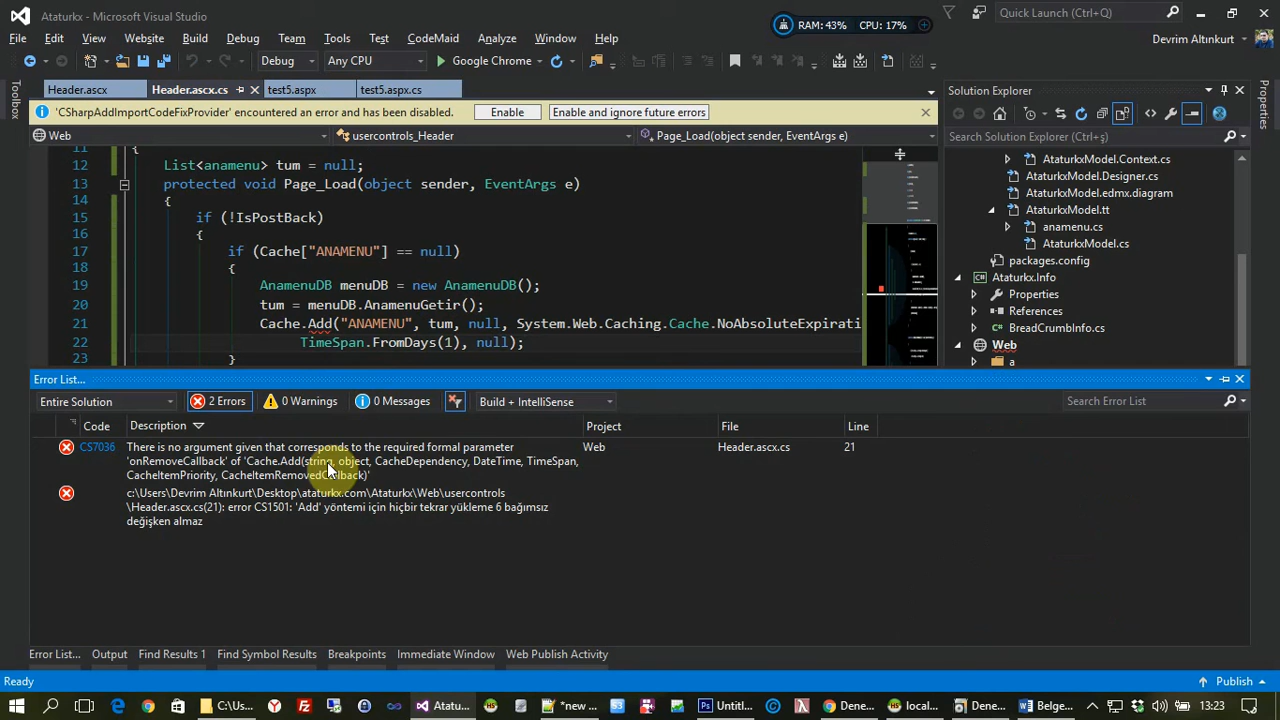 Ataturkx - Microsoft Visual Studio
RAM: 43% CPU: 17%
Quick Launch (Ctrl+Q)
File Edit View Website Build Debug Team Tools Test CodeMaid Analyze Window Help
Devrim Altınkurt
Debug Any CPU Google Chrome
Toolbox
Header.ascx Header.ascx.cs test5.aspx test5.aspx.cs
'CSharpAddImportCodeFixProvider' encountered an error and has been disabled. Enable Enable and ignore future errors
Web usercontrols_Header Page_Load(object sender, EventArgs e)
11 {
12 List<anamenu> tum = null;
13 protected void Page_Load(object sender, EventArgs e)
14 {
15 if (!IsPostBack)
16 {
17 if (Cache["ANAMENU"] == null)
18 {
19 AnamenuDB menuDB = new AnamenuDB();
20 tum = menuDB.AnamenuGetir();
21 Cache.Add("ANAMENU", tum, null, System.Web.Caching.Cache.NoAbsoluteExpirati
22 TimeSpan.FromDays(1), null);
23 }
Solution Explorer
Search Solution Explorer (Ctrl+ş)
AtaturkxModel.Context.cs
AtaturkxModel.Designer.cs
AtaturkxModel.edmx.diagram
AtaturkxModel.tt
anamenu.cs
AtaturkxModel.cs
packages.config
Ataturkx.Info
Properties
References
BreadCrumbInfo.cs
Web
a
Properties
Error List...
Entire Solution 2 Errors 0 Warnings 0 Messages Build + IntelliSense Search Error List
Code Description Project File Line
CS7036 There is no argument given that corresponds to the required formal parameter Web Header.ascx.cs 21
'onRemoveCallback' of 'Cache.Add(string, object, CacheDependency, DateTime, TimeSpan,
CacheItemPriority, CacheItemRemovedCallback)'
c:\Users\Devrim Altınkurt\Desktop\ataturkx.com\Ataturkx\Web\usercontrols
\Header.ascx.cs(21): error CS1501: 'Add' yöntemi için hiçbir tekrar yükleme 6 bağımsız
değişken almaz
Error List... Output Find Results 1 Find Symbol Results Breakpoints Immediate Window Web Publish Activity
Ready Publish
C:\Us... Atatu... *new ... Untitl... Dene... local... Dene... Belge... 13:23